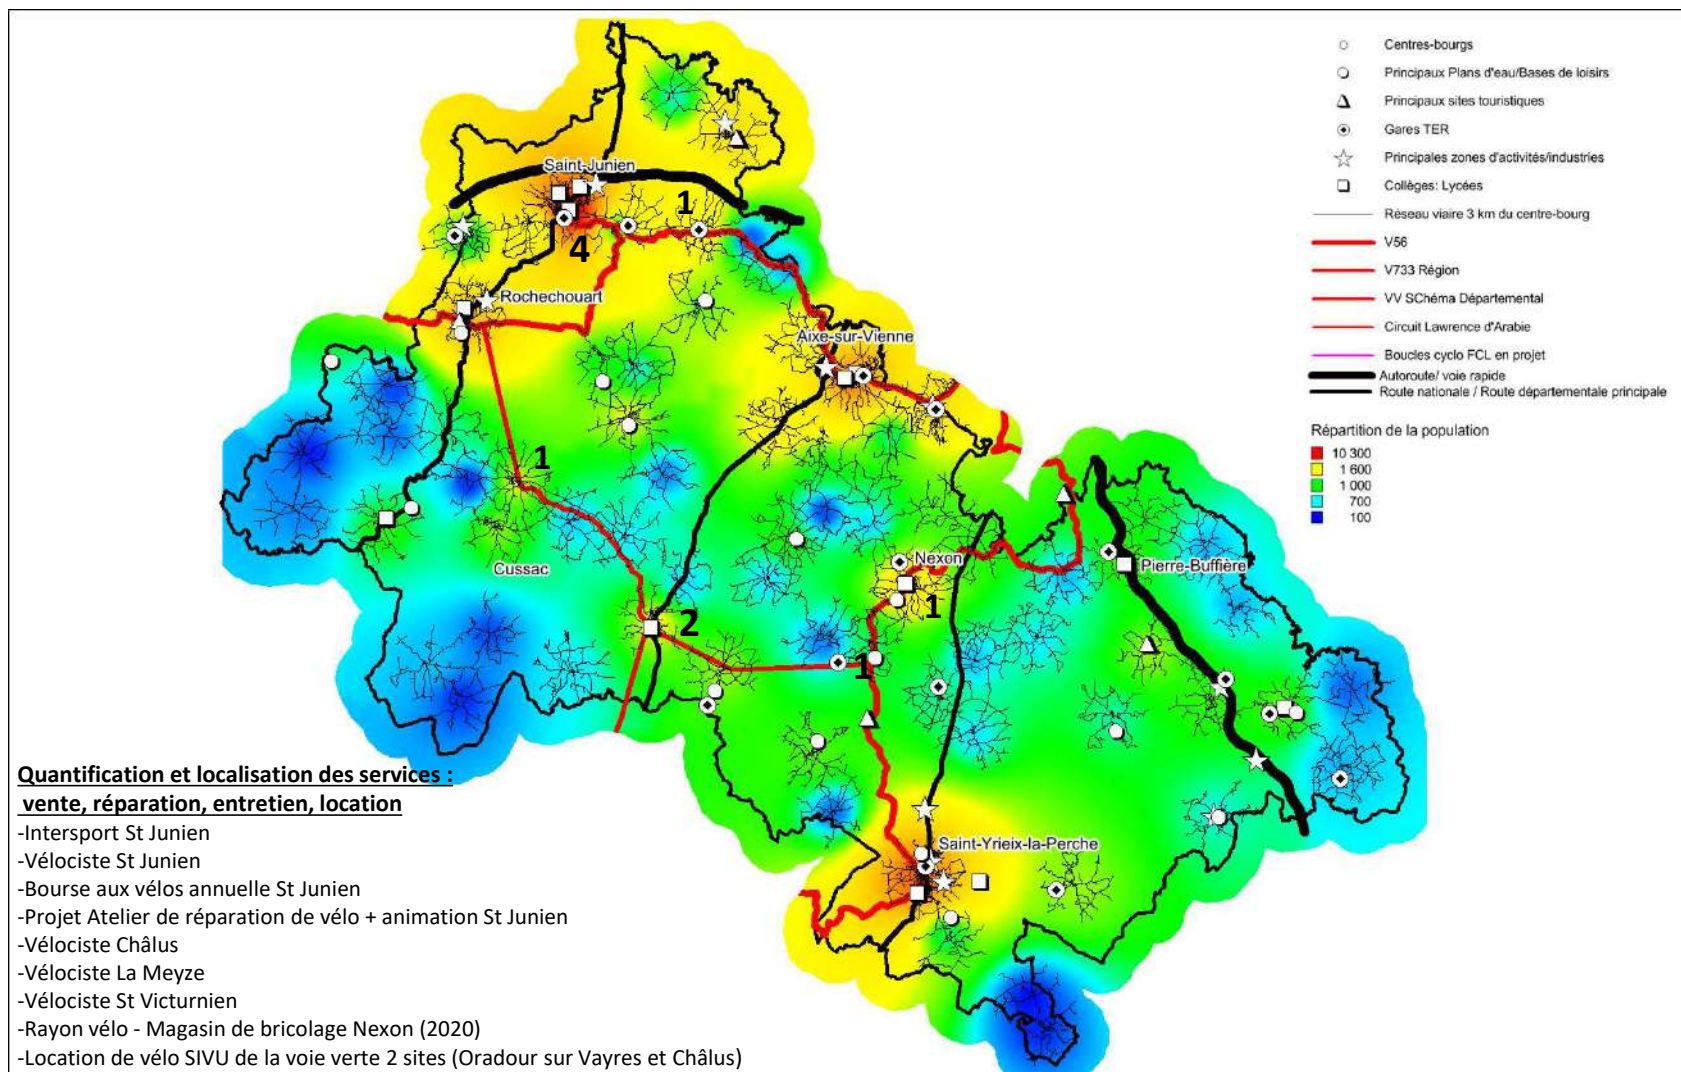 Centres-bourgs
Principaux Plans d'eau/Bases de loisirs
Principaux sites touristiques
Gares TER
Principales zones d'activités/industries
Collèges: Lycées
Réseau viaire 3 km du centre-bourg
V56
V733 Région
VV SChéma Départemental
Circuit Lawrence d'Arabie
Boucles cyclo FCL en projet
Autoroute/ voie rapide
Route nationale / Route départementale principale
Répartition de la population
10 300
1 600
1 000
700
100
Saint-Junien
1
4
Rochechouart
Aixe-sur-Vienne
1
Cussac
Nexon
Pierre-Buffière
1
2
1
Saint-Yrieix-la-Perche
Quantification et localisation des services :
vente, réparation, entretien, location
-Intersport St Junien
-Vélociste St Junien
-Bourse aux vélos annuelle St Junien
-Projet Atelier de réparation de vélo + animation St Junien
-Vélociste Châlus
-Vélociste La Meyze
-Vélociste St Victurnien
-Rayon vélo - Magasin de bricolage Nexon (2020)
-Location de vélo SIVU de la voie verte 2 sites (Oradour sur Vayres et Châlus)